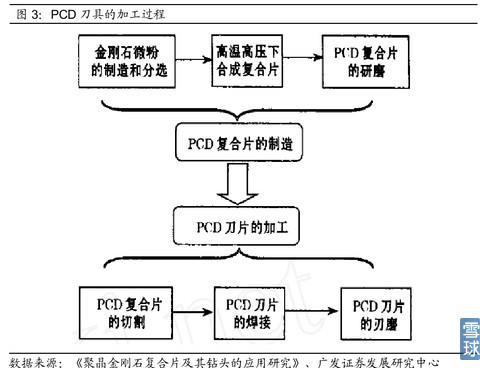 图 3：PCD 刀具的加工过程
金刚石微粉
的制造和分选
高温高压下
合成复合片
PCD 复合片
的研磨
PCD 复合片的制造
PCD 刀片的加工
PCD 复合片
的切割
PCD 刀片
的焊接
PCD 刀片
的刃磨
雪球
数据来源：《聚晶金刚石复合片及其钻头的应用研究》、广发证券发展研究中心